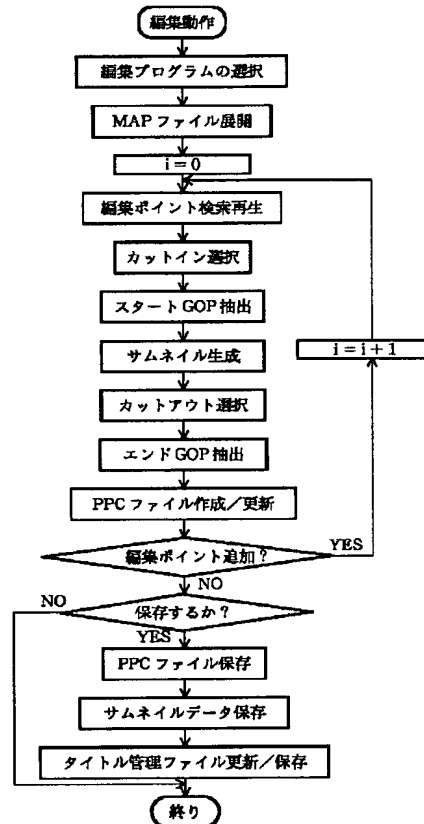 編集動作
編集プログラムの選択
MAPファイル展開
i=0
編集ポイント検索再生
カットイン選択
スタートGOP抽出
サムネイル生成
i=i+1
カットアウト選択
エンドGOP抽出
PPCファイル作成/更新
編集ポイント追加?
YES
NO
保存するか?
NO
YES
PPCファイル保存
サムネイルデータ保存
タイトル管理ファイル更新/保存
終り